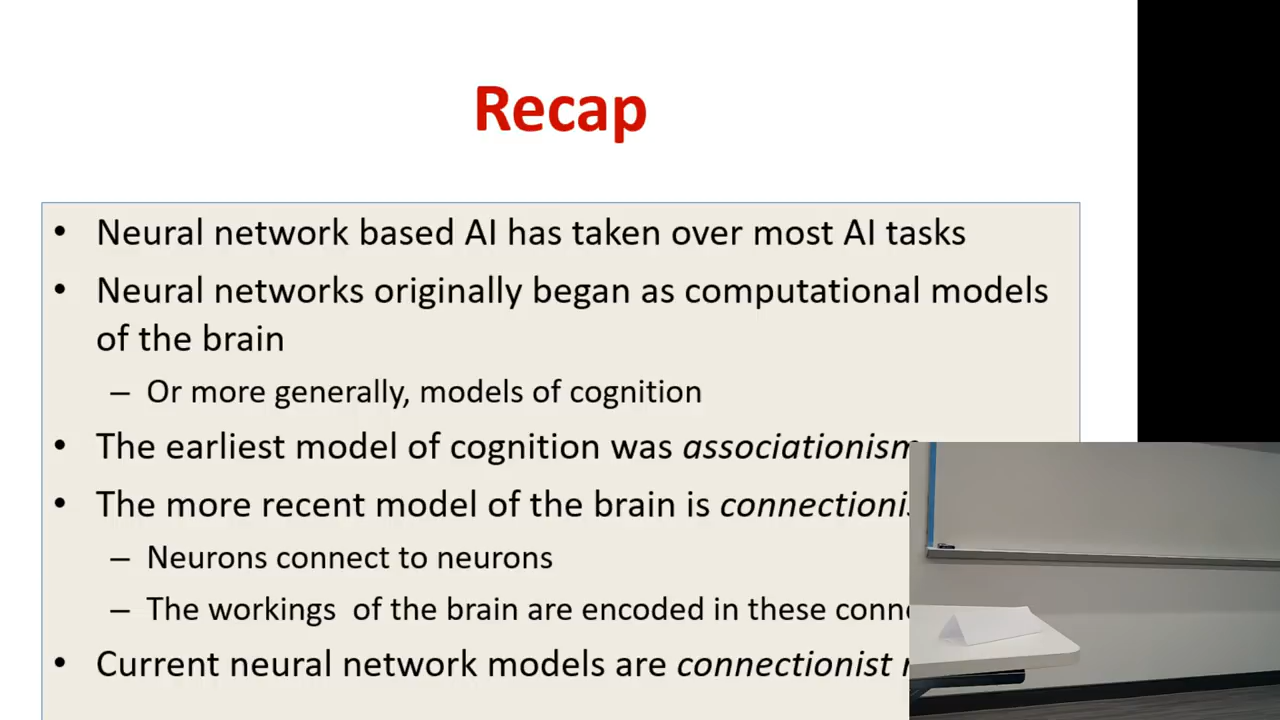 Recap
• Neural network based AI has taken over most AI tasks
• Neural networks originally began as computational models
of the brain
– Or more generally, models of cognition
• The earliest model of cognition was associationism
• The more recent model of the brain is
– Neurons connect to neurons
– The workings of the brain are encoded in these
• Current neural network models are connectionist